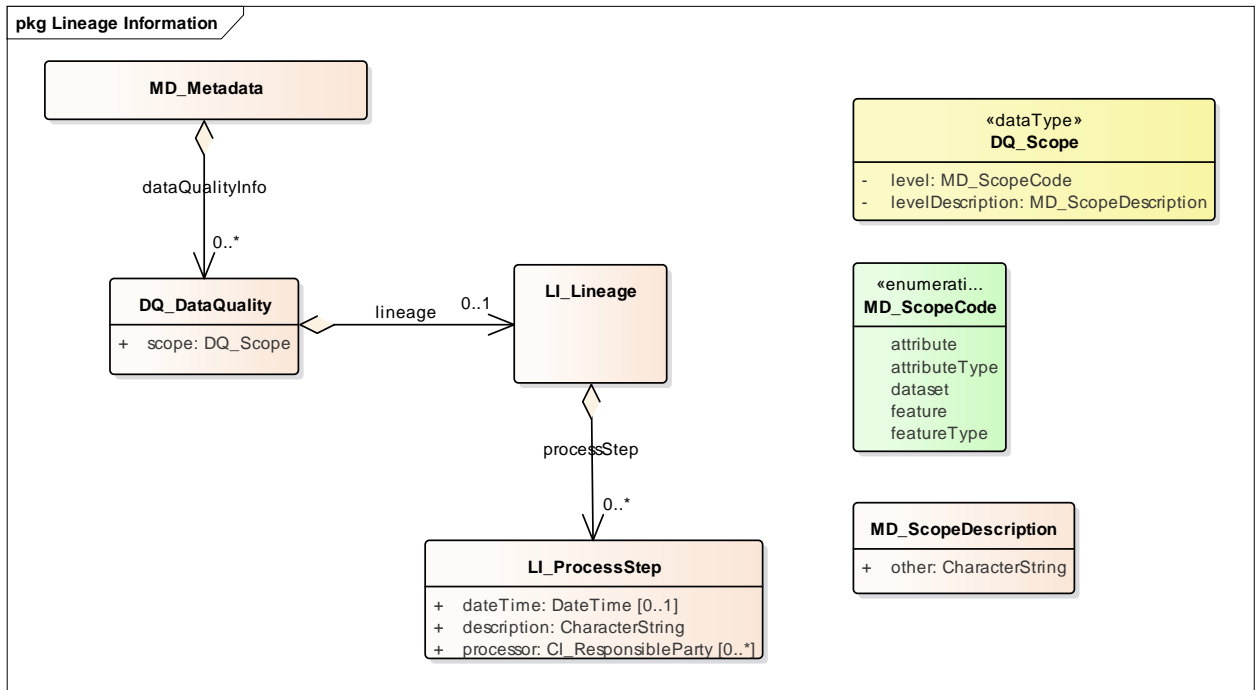 pkg Lineage Information
MD_Metadata
dataQualityInfo
0..*
DQ_DataQuality
+ scope: DQ_Scope
lineage
0..1
LI_Lineage
processStep
0..*
LI_ProcessStep
+ dateTime: DateTime [0..1]
+ description: CharacterString
+ processor: CI_ResponsibleParty [0..*]
«dataType»
DQ_Scope
- level: MD_ScopeCode
- levelDescription: MD_ScopeDescription
«enumerati...
MD_ScopeCode
attribute
attributeType
dataset
feature
featureType
MD_ScopeDescription
+ other: CharacterString